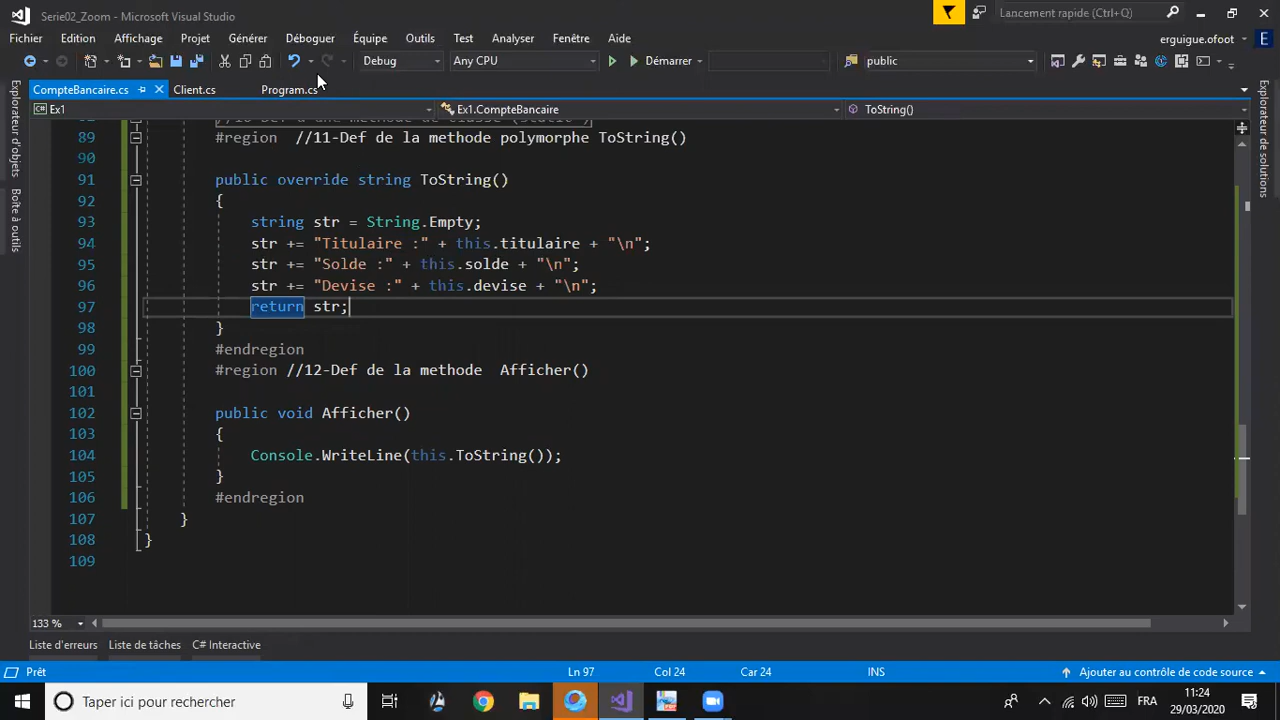 Serie02_Zoom - Microsoft Visual Studio
Lancement rapide (Ctrl+Q)
Fichier Edition Affichage Projet Générer Déboguer Équipe Outils Test Analyser Fenêtre Aide
erguigue.ofoot E
Debug Any CPU Démarrer public
CompteBancaire.cs Client.cs Program.cs
Ex1 Ex1.CompteBancaire ToString()
Explorateur d'objets
Boîte à outils
Explorateur de solutions
89 #region //11-Def de la methode polymorphe ToString()
90
91 public override string ToString()
92 {
93 string str = String.Empty;
94 str += "Titulaire :" + this.titulaire + "\n";
95 str += "Solde :" + this.solde + "\n";
96 str += "Devise :" + this.devise + "\n";
97 return str;
98 }
99 #endregion
100 #region //12-Def de la methode  Afficher()
101
102 public void Afficher()
103 {
104 Console.WriteLine(this.ToString());
105 }
106 #endregion
107 }
108 }
109
133 %
Liste d'erreurs Liste de tâches C# Interactive
Prêt Ln 97 Col 24 Car 24 INS Ajouter au contrôle de code source
Taper ici pour rechercher
FRA
11:24
29/03/2020